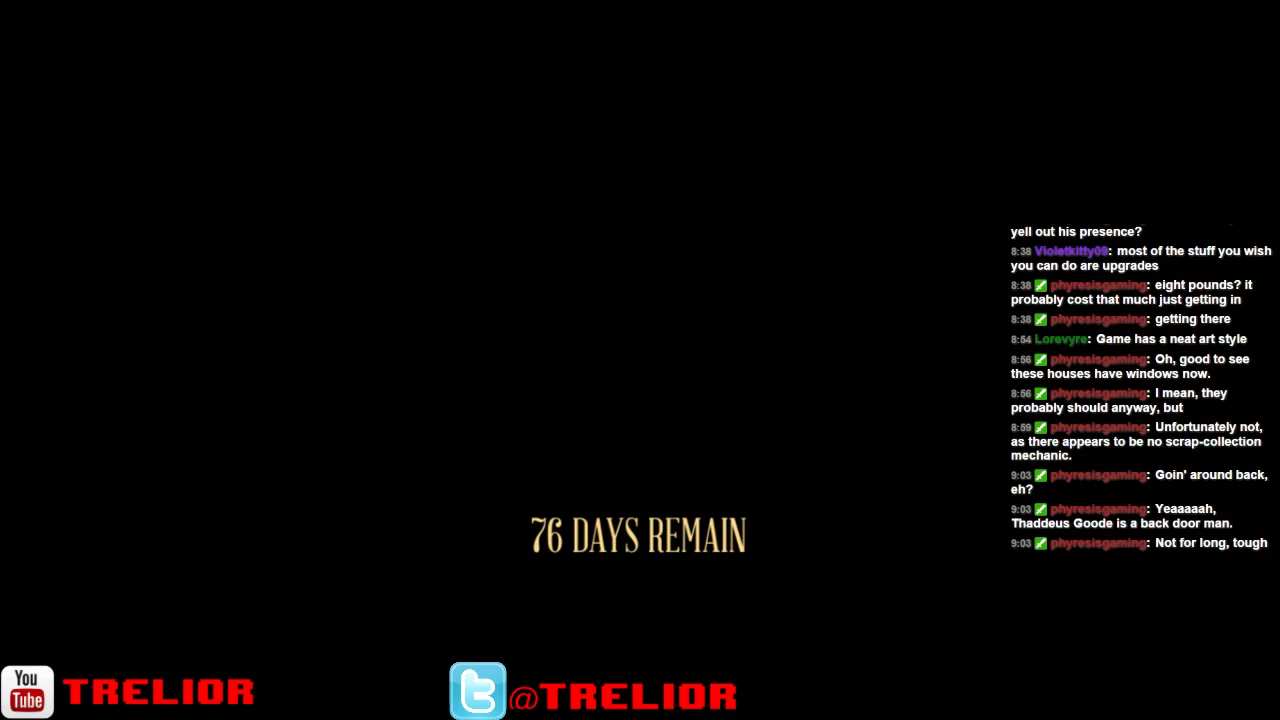 yell out his presence?
8:38 Violetkitty09: most of the stuff you wish
you can do are upgrades
8:38 phyresisgaming: eight pounds? it
probably cost that much just getting in
8:38 phyresisgaming: getting there
8:54 Lorevyre: Game has a neat art style
8:56 phyresisgaming: Oh, good to see
these houses have windows now.
8:56 phyresisgaming: I mean, they
probably should anyway, but
8:59 phyresisgaming: Unfortunately not,
as there appears to be no scrap-collection
mechanic.
9:03 phyresisgaming: Goin' around back,
eh?
9:03 phyresisgaming: Yeaaaaah,
Thaddeus Goode is a back door man.
9:03 phyresisgaming: Not for long, tough
76 DAYS REMAIN
You
Tube
TRELIOR
@TRELIOR